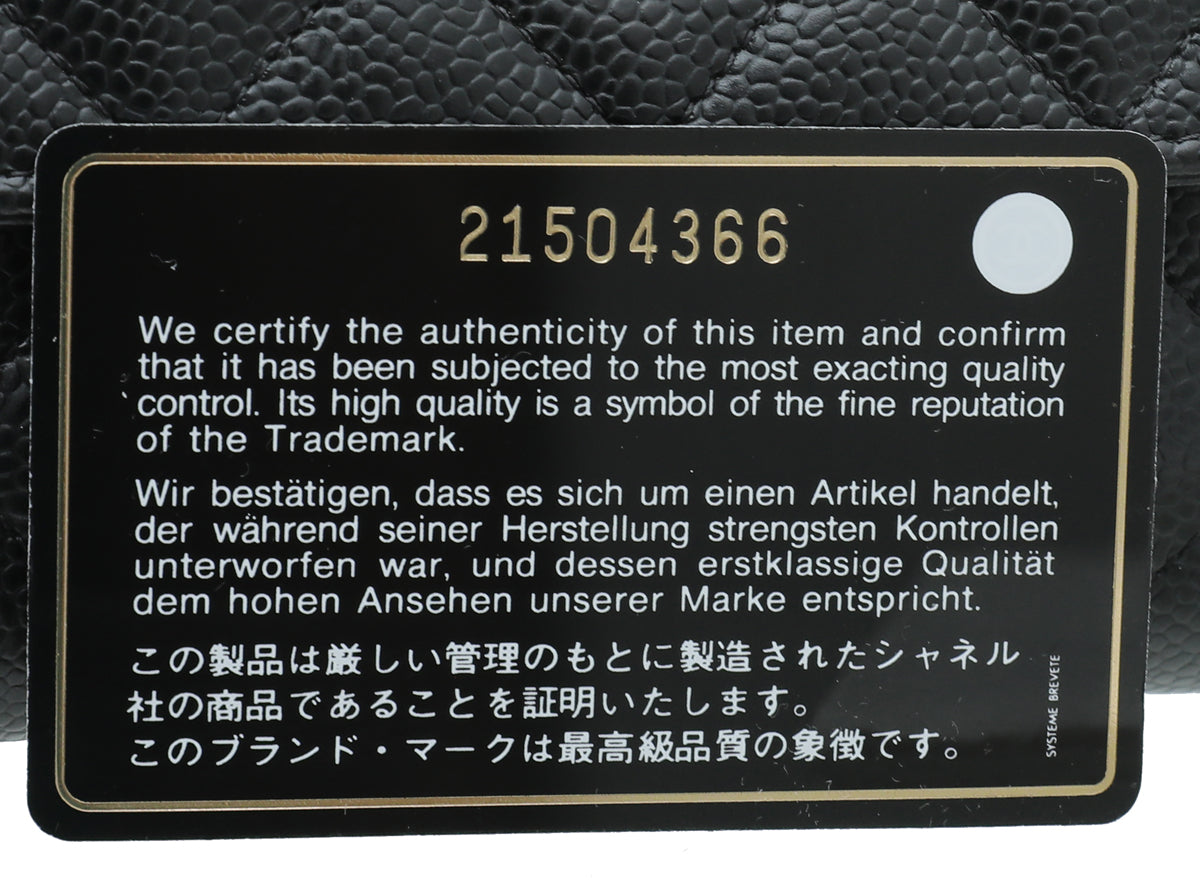 21504366
We certify the authenticity of this item and confirm
that it has been subjected to the most exacting quality
control. Its high quality is a symbol of the fine reputation
of the Trademark.
Wir bestätigen, dass es sich um einen Artikel handelt,
der während seiner Herstellung strengsten Kontrollen
unterworfen war, und dessen erstklassige Qualität
dem hohen Ansehen unserer Marke entspricht.
この製品は厳しい管理のもとに製造されたシャネル
社の商品であることを証明いたします。
このブランド・マークは最高級品質の象徴です。
SYSTEME BREVETE